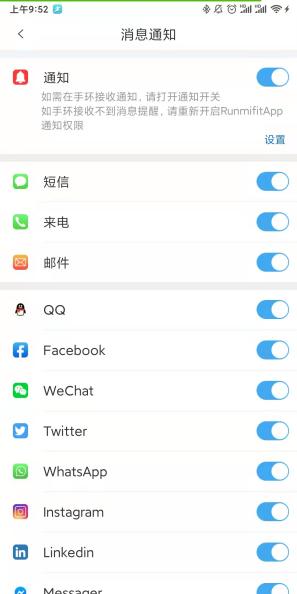 上午9:52
消息通知
通知
如需在手环接收通知, 请打开通知开关
如手环接收不到消息提醒, 请重新开启RunmifitApp
通知权限
设置
短信
来电
邮件
QQ
Facebook
WeChat
Twitter
WhatsApp
Instagram
Linkedin
Messager